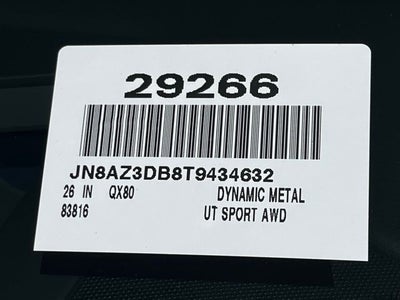 29266
JN8AZ3DB8T9434632
26 IN QX80 DYNAMIC METAL
83816 UT SPORT AWD